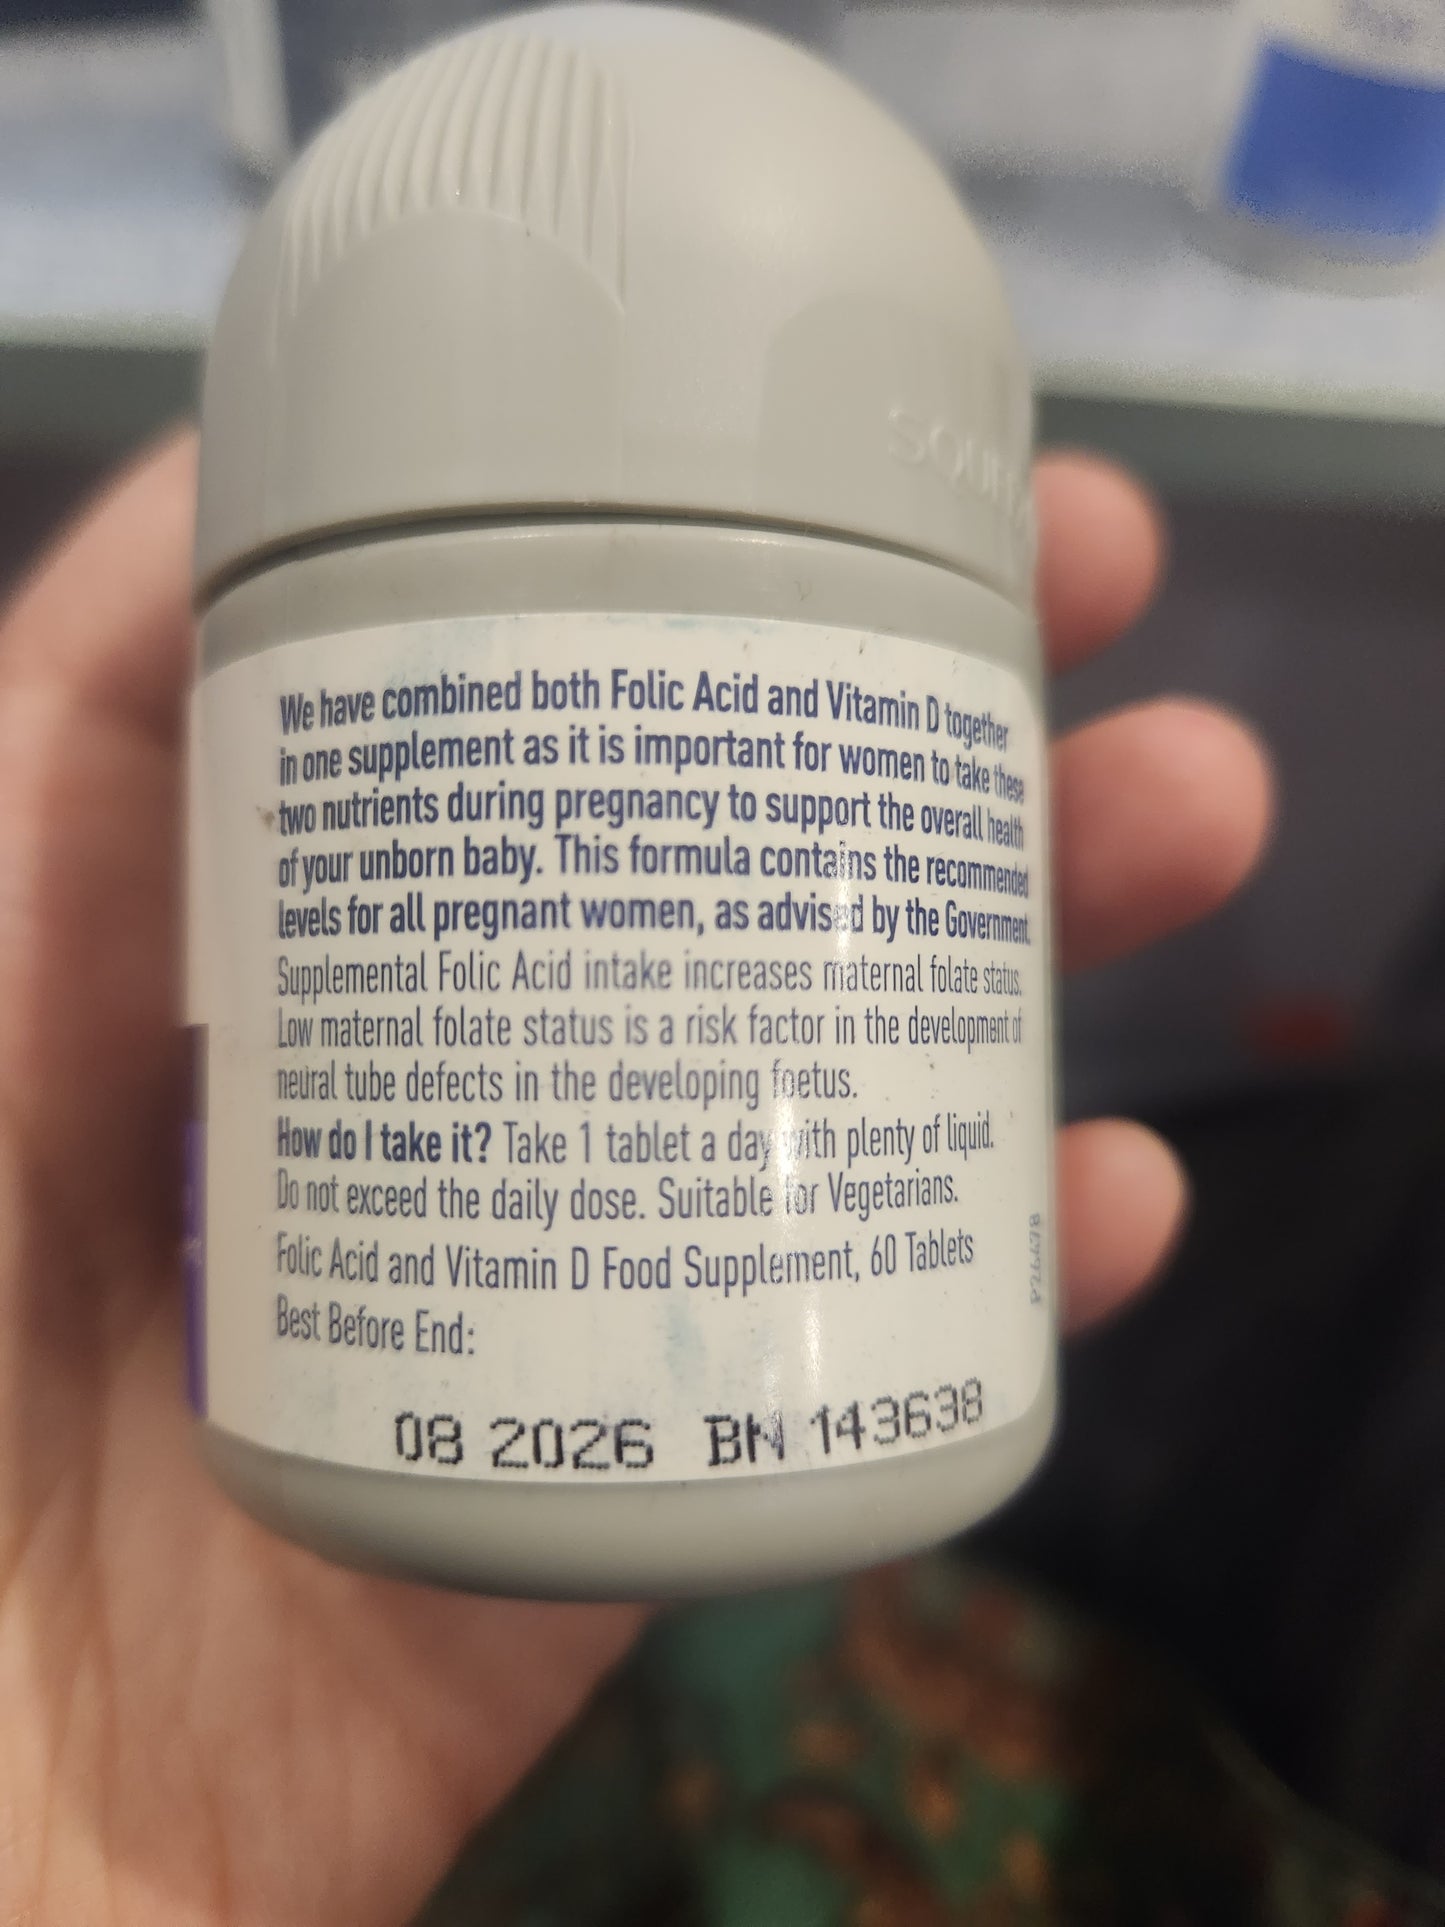 We have combined both Folic Acid and Vitamin D together
in one supplement as it is important for women to take these
two nutrients during pregnancy to support the overall health
of your unborn baby. This formula contains the recommended
levels for all pregnant women, as advised by the Government.
Supplemental Folic Acid intake increases maternal folate status.
Low maternal folate status is a risk factor in the development of
neural tube defects in the developing foetus.
How do I take it? Take 1 tablet a day with plenty of liquid.
Do not exceed the daily dose. Suitable for Vegetarians.
Folic Acid and Vitamin D Food Supplement, 60 Tablets
Best Before End:
08 2026 BN 143638